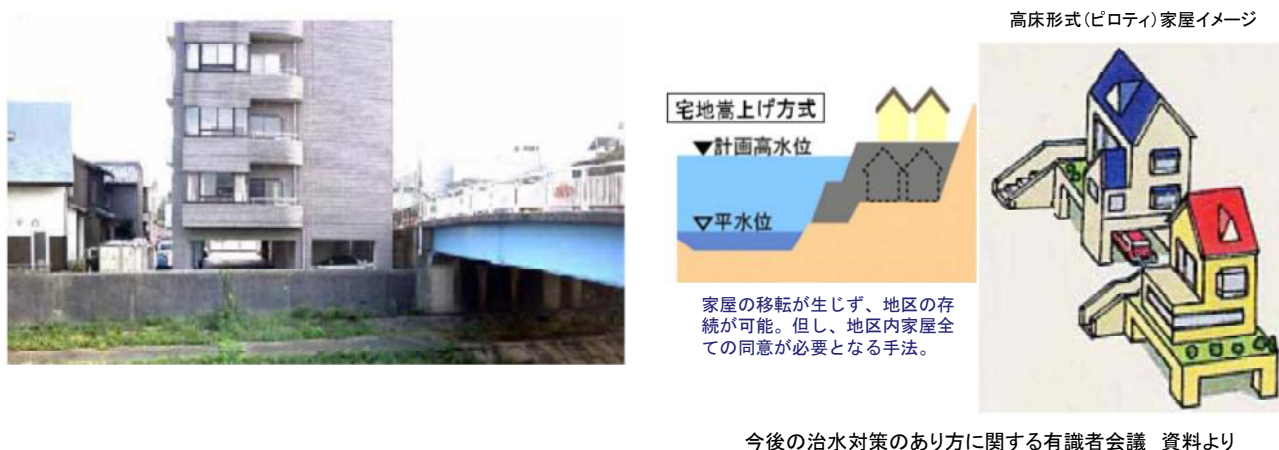 高床形式(ピロティ)家屋イメージ
宅地嵩上げ方式
▼計画高水位
▽平水位
家屋の移転が生じず、地区の存
続が可能。但し、地区内家屋全
ての同意が必要となる手法。
今後の治水対策のあり方に関する有識者会議 資料より